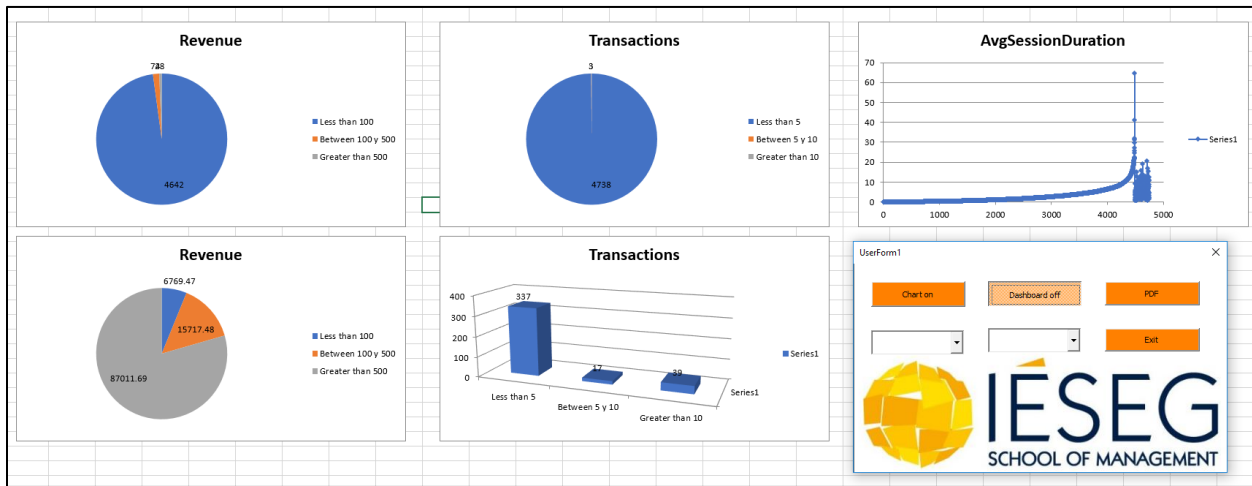 Revenue
728
4642
Less than 100
Between 100 y 500
Greater than 500
Transactions
3
4738
Less than 5
Between 5 y 10
Greater than 10
AvgSessionDuration
70
60
50
40
30
20
10
0
0 1000 2000 3000 4000 5000
Series1
Revenue
6769.47
15717.48
87011.69
Less than 100
Between 100 y 500
Greater than 500
Transactions
400
300
200
100
0
337
17
39
Less than 5
Between 5 y 10
Greater than 10
Series1
Series1
UserForm1
Chart on
Dashboard off
PDF
Exit
IÉSEG
SCHOOL OF MANAGEMENT